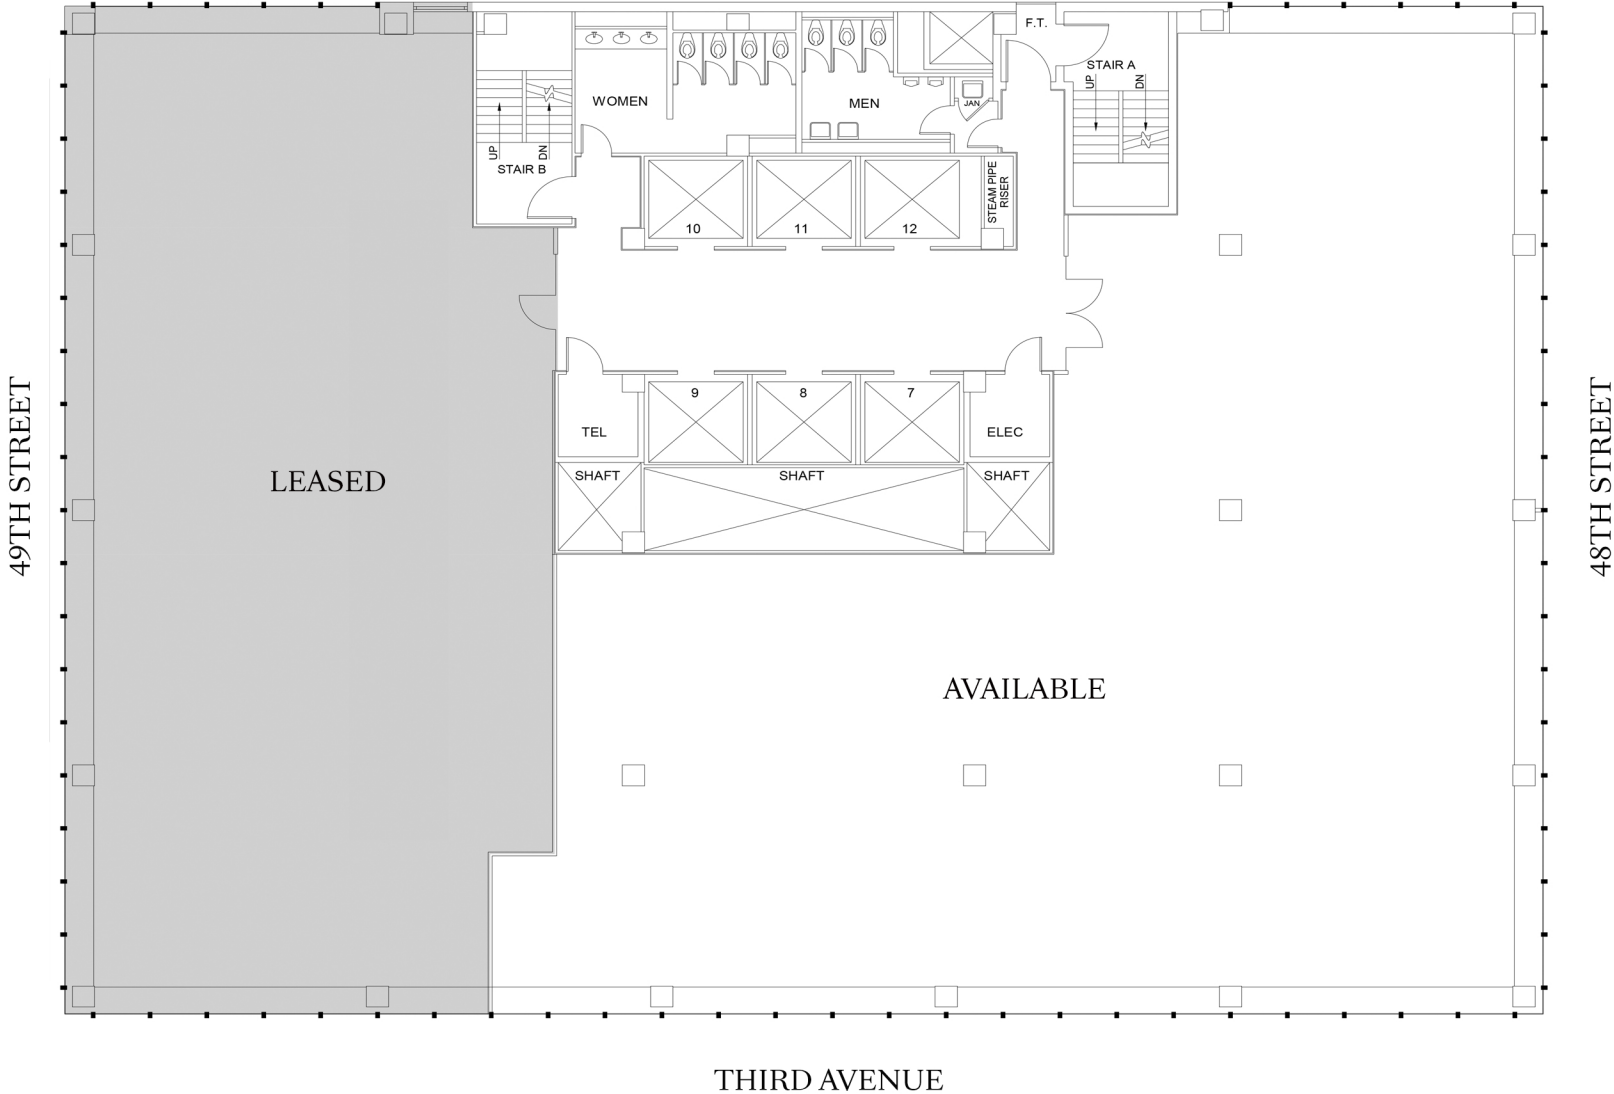 F.T.
STAIR A
UP
DN
WOMEN
MEN
JAN
UP
DN
STAIR B
STEAM PIPE
RISER
10
11
12
9
8
7
TEL
ELEC
SHAFT
SHAFT
SHAFT
LEASED
AVAILABLE
49TH STREET
48TH STREET
THIRD AVENUE